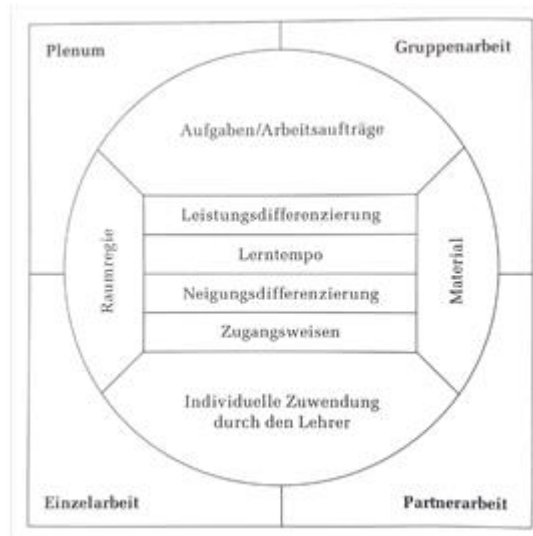 Plenum
Gruppenarbeit
Aufgaben/Arbeitsaufträge
Raumregie
Leistungsdifferenzierung
Lerntempo
Neigungsdifferenzierung
Zugangsweisen
Material
Individuelle Zuwendung
durch den Lehrer
Einzelarbeit
Partnerarbeit